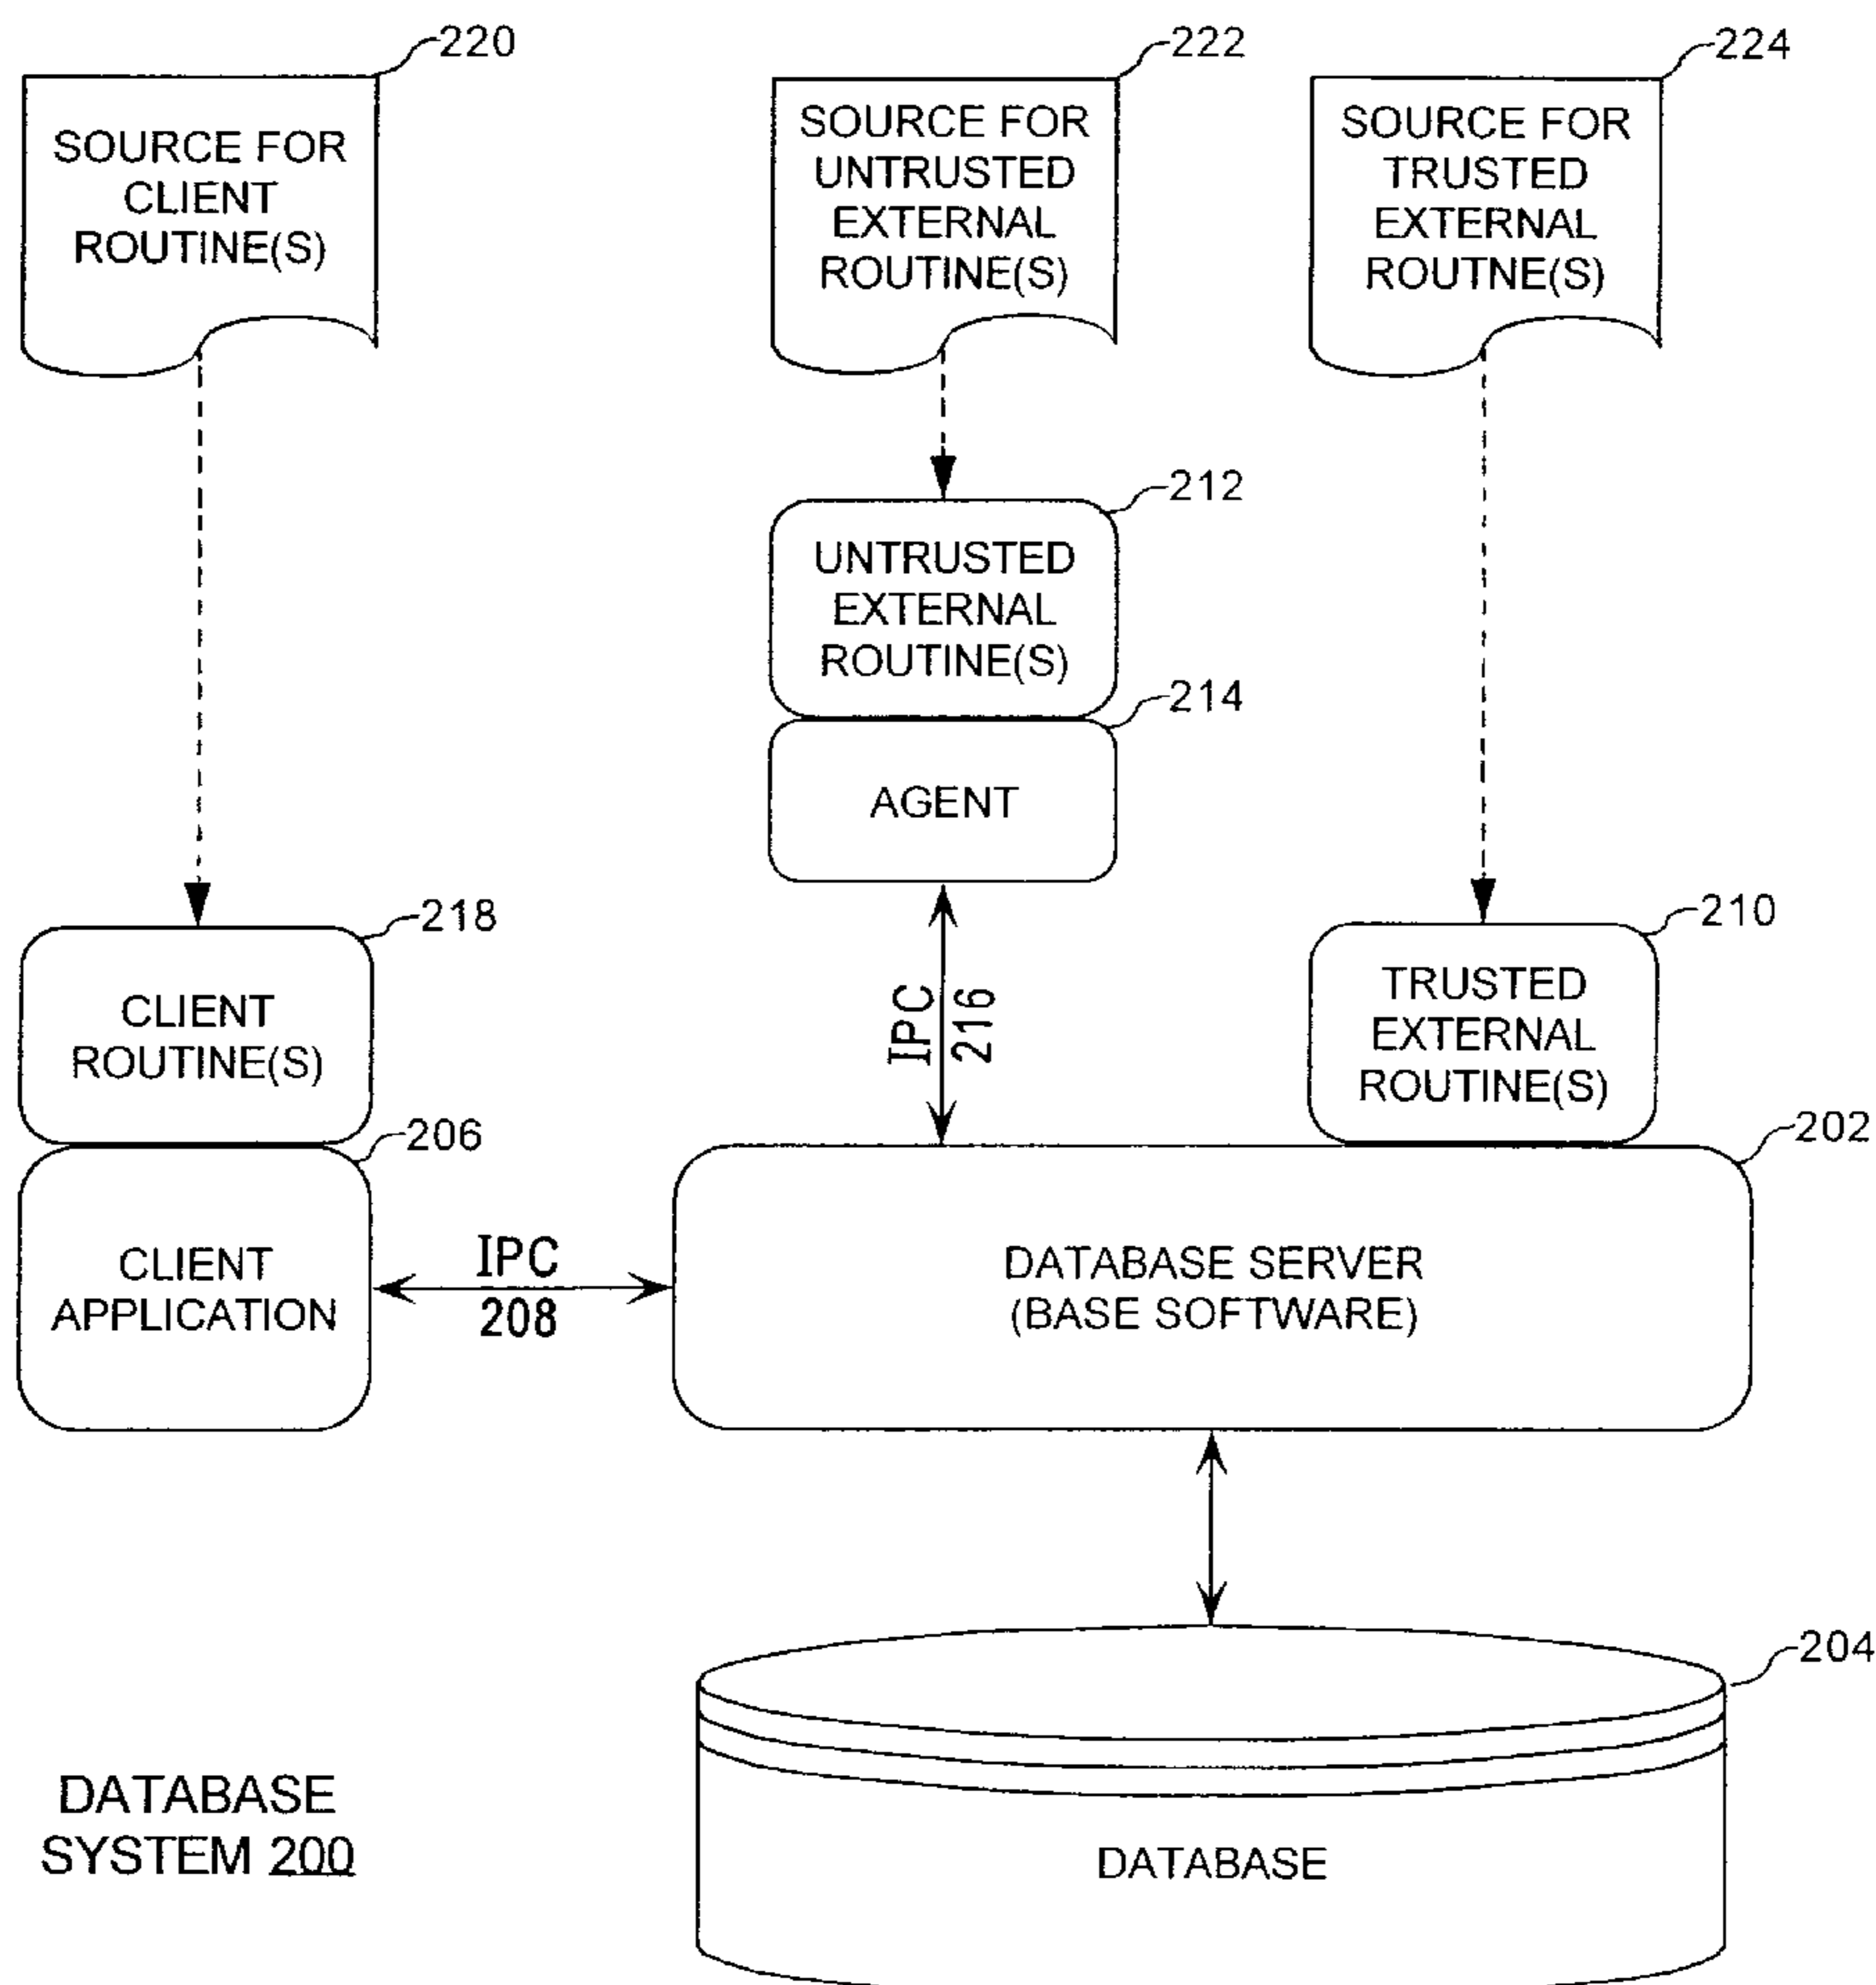 220
SOURCE FOR
CLIENT
ROUTINE(S)
222
SOURCE FOR
UNTRUSTED
EXTERNAL
ROUTINE(S)
224
SOURCE FOR
TRUSTED
EXTERNAL
ROUTNE(S)
212
UNTRUSTED
EXTERNAL
ROUTINE(S)
214
AGENT
218
CLIENT
ROUTINE(S)
IPC
216
210
TRUSTED
EXTERNAL
ROUTINE(S)
206
CLIENT
APPLICATION
IPC
208
202
DATABASE SERVER
(BASE SOFTWARE)
204
DATABASE
DATABASE
SYSTEM 200